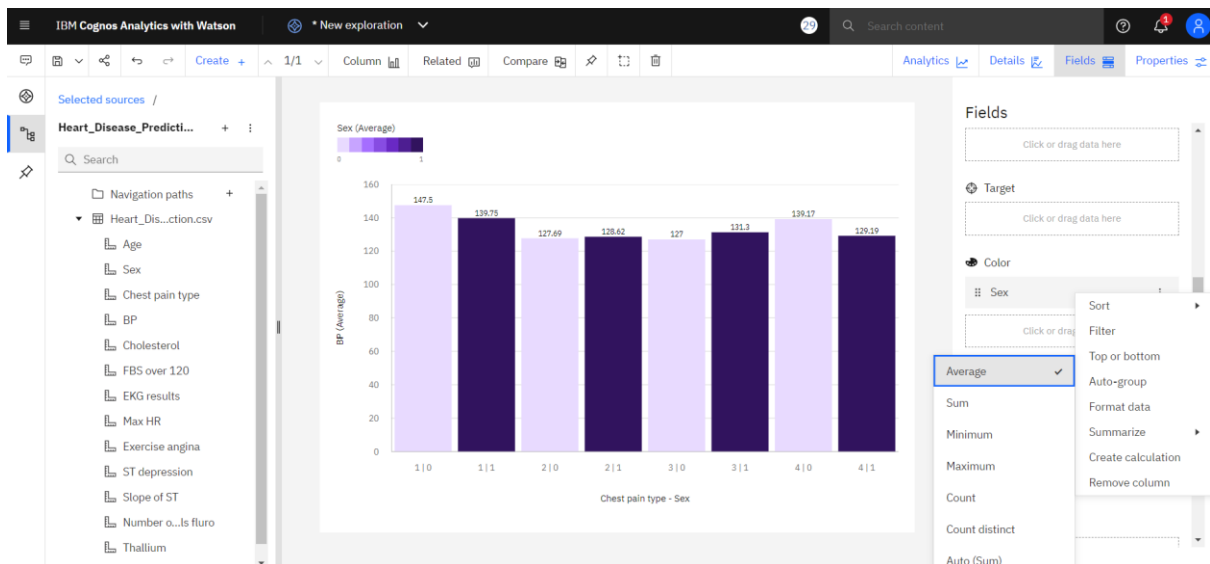 IBM Cognos Analytics with Watson
* New exploration
29
Search content
1
Create +
1/1
Column
Related
Compare
Analytics
Details
Fields
Properties
Selected sources /
Heart_Disease_Predicti...
Search
Navigation paths
Heart_Dis...ction.csv
Age
Sex
Chest pain type
BP
Cholesterol
FBS over 120
EKG results
Max HR
Exercise angina
ST depression
Slope of ST
Number o...ls fluro
Thallium
Sex (Average)
0 1
BP (Average)
160
140
120
100
80
60
40
20
0
147.5 139.75 127.69 128.62 127 131.3 139.17 129.19
1|0 1|1 2|0 2|1 3|0 3|1 4|0 4|1
Chest pain type - Sex
Fields
Click or drag data here
Target
Click or drag data here
Color
Sex
Click or drag
Sort
Filter
Top or bottom
Auto-group
Format data
Summarize
Create calculation
Remove column
Average
Sum
Minimum
Maximum
Count
Count distinct
Auto (Sum)